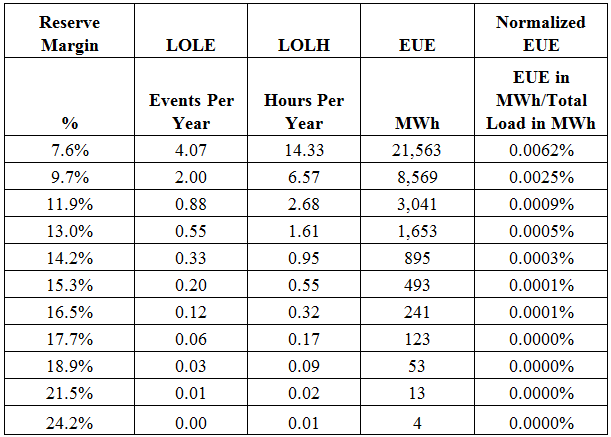 Reserve Margin LOLE LOLH EUE Normalized EUE
% Events Per Year Hours Per Year MWh EUE in MWh/Total Load in MWh
7.6% 4.07 14.33 21,563 0.0062%
9.7% 2.00 6.57 8,569 0.0025%
11.9% 0.88 2.68 3,041 0.0009%
13.0% 0.55 1.61 1,653 0.0005%
14.2% 0.33 0.95 895 0.0003%
15.3% 0.20 0.55 493 0.0001%
16.5% 0.12 0.32 241 0.0001%
17.7% 0.06 0.17 123 0.0000%
18.9% 0.03 0.09 53 0.0000%
21.5% 0.01 0.02 13 0.0000%
24.2% 0.00 0.01 4 0.0000%